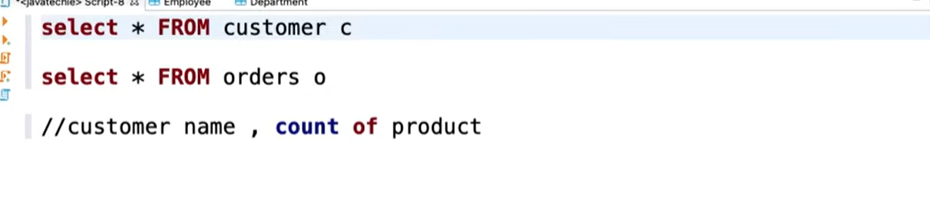 *<javatechie> Script-8 Employee Department
select * FROM customer c
select * FROM orders o
//customer name , count of product